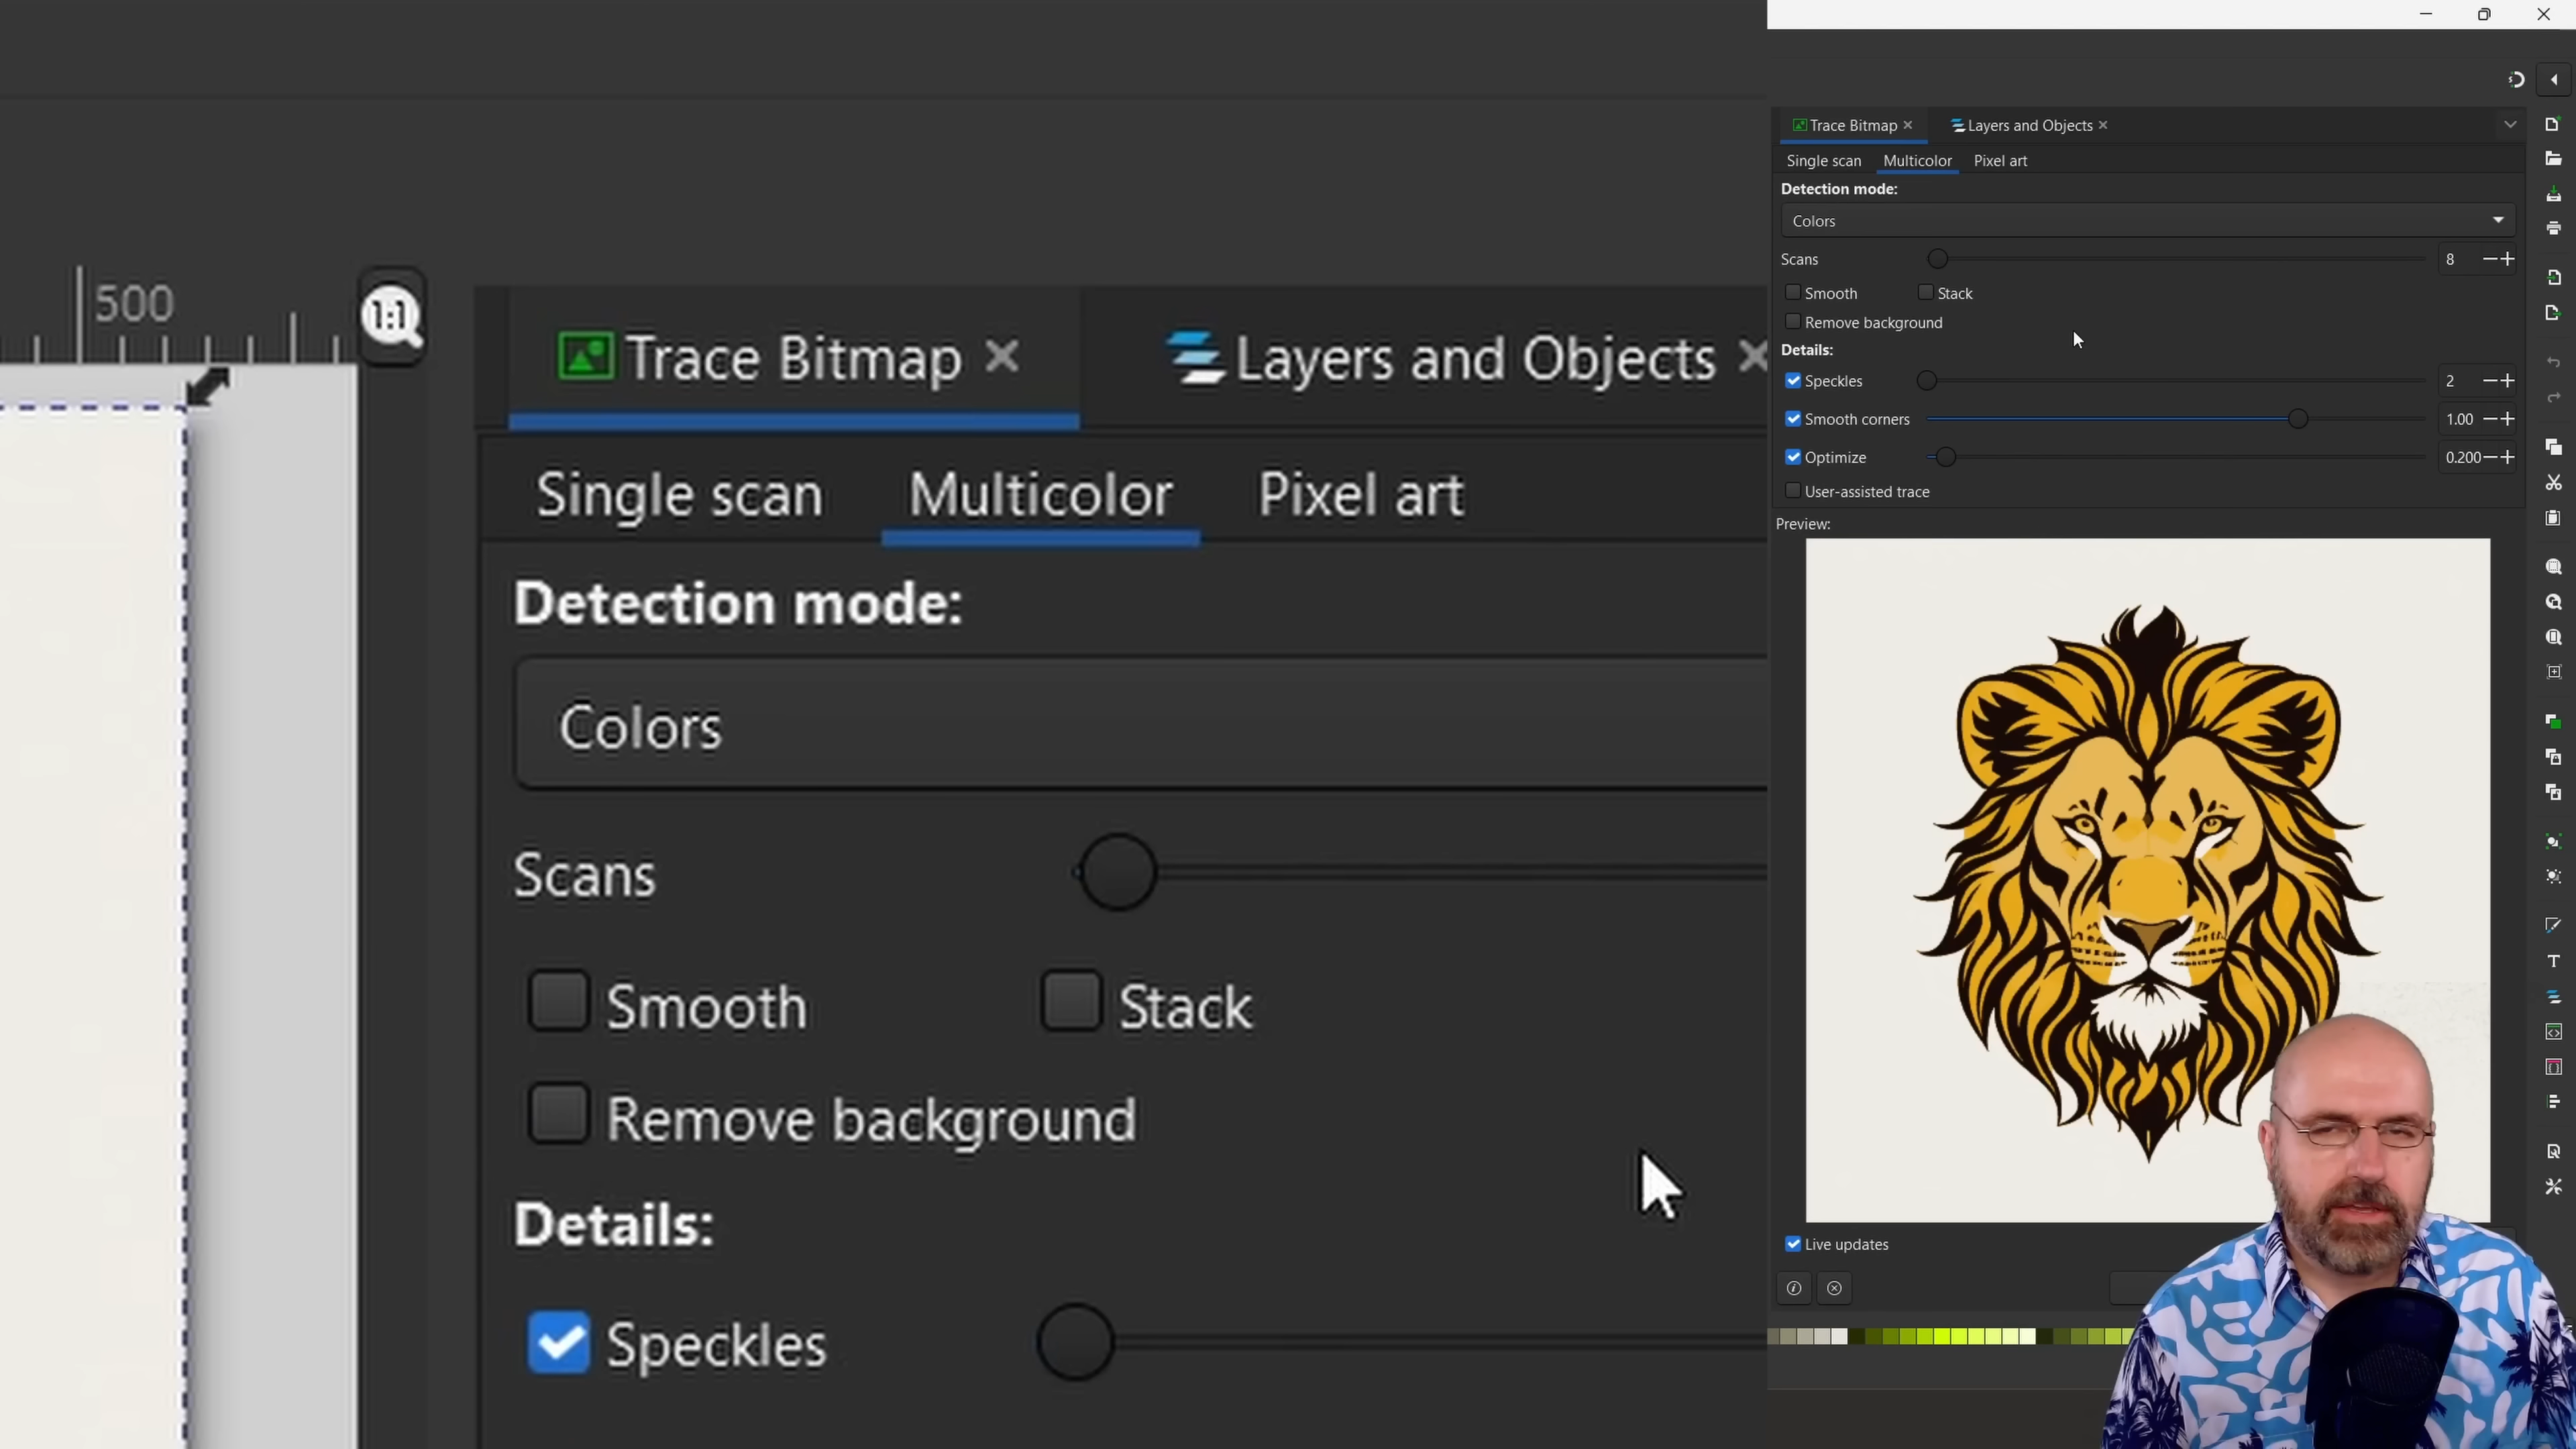 500
1:1
Trace Bitmap
Layers and Objects
Single scan
Multicolor
Pixel art
Detection mode:
Colors
Scans
Smooth
Stack
Remove background
Details:
Speckles
Trace Bitmap
Layers and Objects
Single scan
Multicolor
Pixel art
Detection mode:
Colors
Scans
8
Smooth
Stack
Remove background
Details:
Speckles
2
Smooth corners
1.00
Optimize
0.200
User-assisted trace
Preview:
Live updates